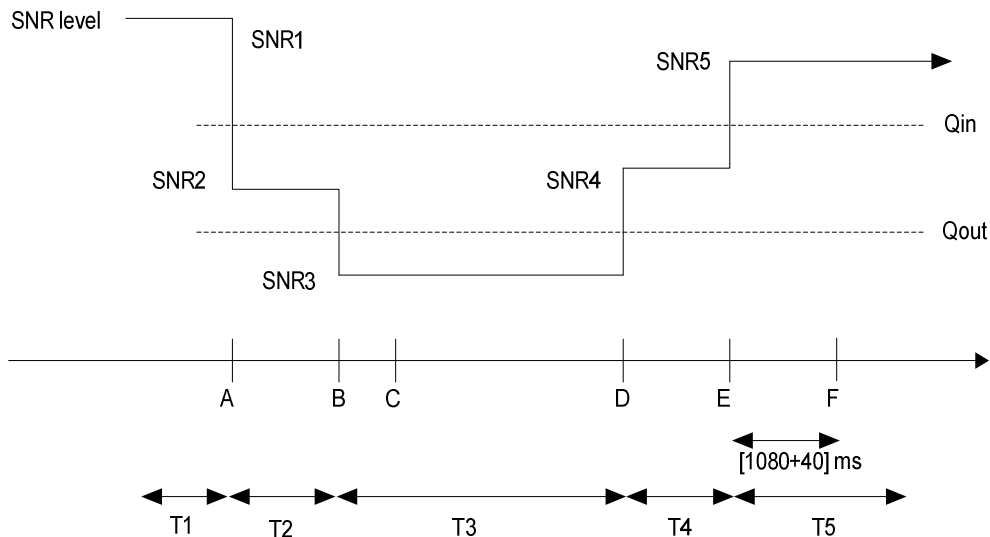 SNR level
SNR1
SNR5
Qin
SNR2
SNR4
Qout
SNR3
A
B
C
D
E
F
[1080+40] ms
T1
T2
T3
T4
T5